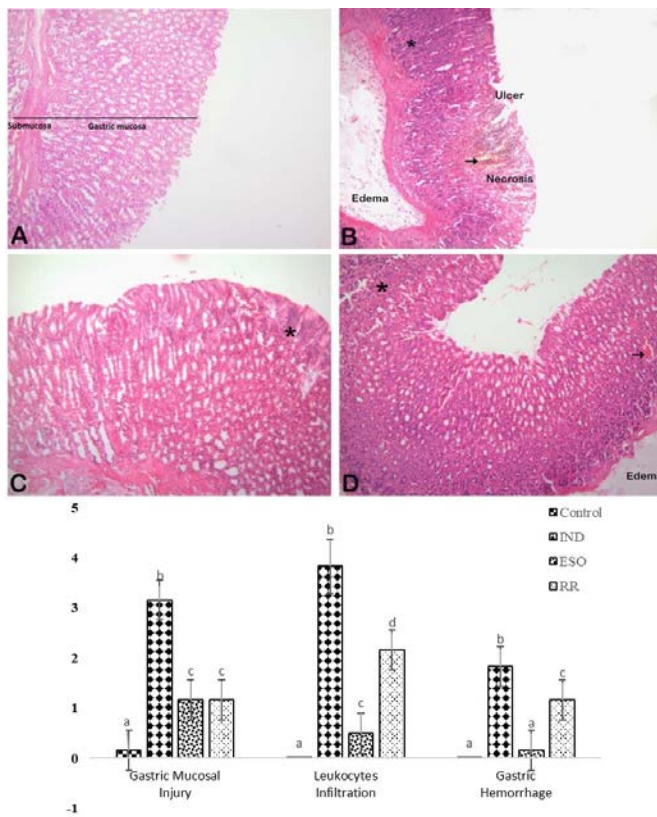 Submucosa Gastric mucosa
A
*
Ulcer
Necrosis
Edema
B
*
C
*
Edem
D
5
4
3
2
1
0
-1
Control
IND
ESO
RR
a b c c
a b c d
a b a c
Gastric Mucosal
Injury
Leukocytes
Infiltration
Gastric
Hemorrhage